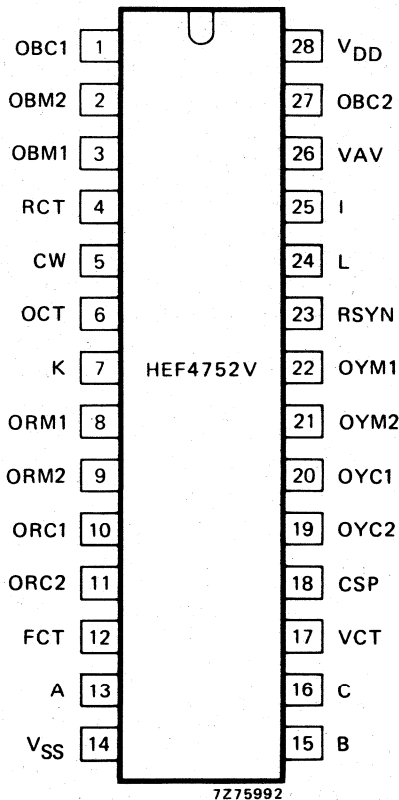 OBC1 1 28 VDD
OBM2 2 27 OBC2
OBM1 3 26 VAV
RCT 4 25 I
CW 5 24 L
OCT 6 23 RSYN
K 7 HEF4752V 22 OYM1
ORM1 8 21 OYM2
ORM2 9 20 OYC1
ORC1 10 19 OYC2
ORC2 11 18 CSP
FCT 12 17 VCT
A 13 16 C
VSS 14 15 B
7Z75992